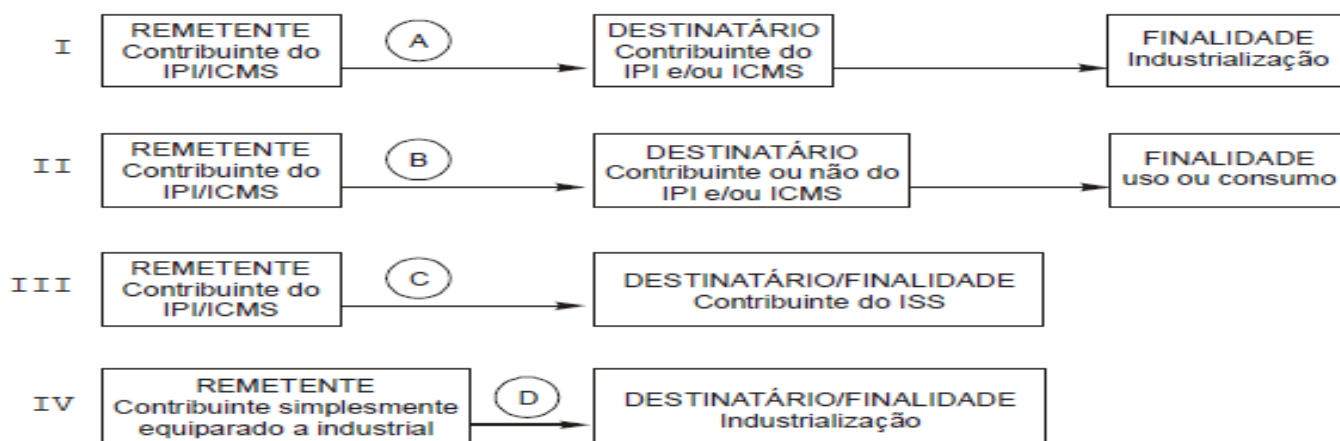 I
REMETENTE
Contribuinte do
IPI/ICMS
A
DESTINATÁRIO
Contribuinte do
IPI e/ou ICMS
FINALIDADE
Industrialização
II
REMETENTE
Contribuinte do
IPI/ICMS
B
DESTINATÁRIO
Contribuinte ou não do
IPI e/ou ICMS
FINALIDADE
uso ou consumo
III
REMETENTE
Contribuinte do
IPI/ICMS
C
DESTINATÁRIO/FINALIDADE
Contribuinte do ISS
IV
REMETENTE
Contribuinte simplesmente
equiparado a industrial
D
DESTINATÁRIO/FINALIDADE
Industrialização